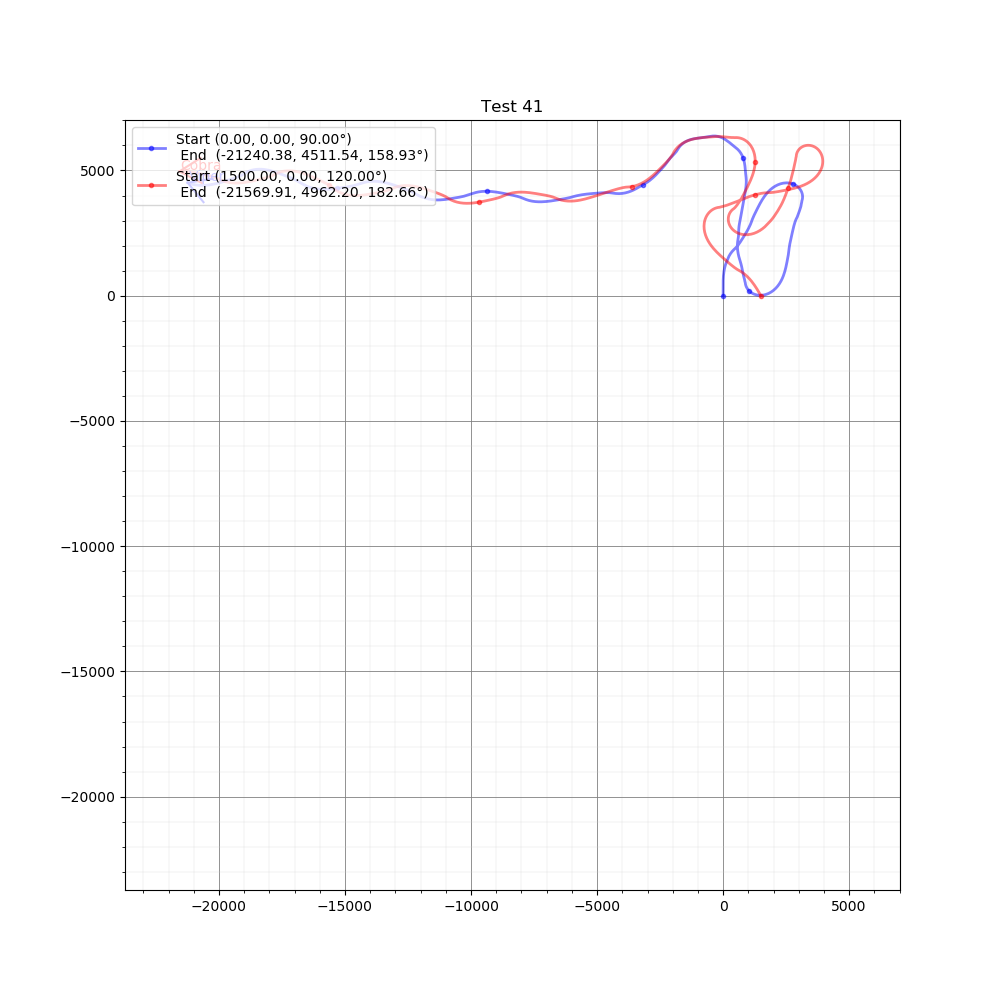 Test 41
Start (0.00, 0.00, 90.00°)
End (-21240.38, 4511.54, 158.93°)
Start (1500.00, 0.00, 120.00°)
End (-21569.91, 4962.20, 182.66°)
5000
0
−5000
−10000
−15000
−20000
−20000 −15000 −10000 −5000 0 5000